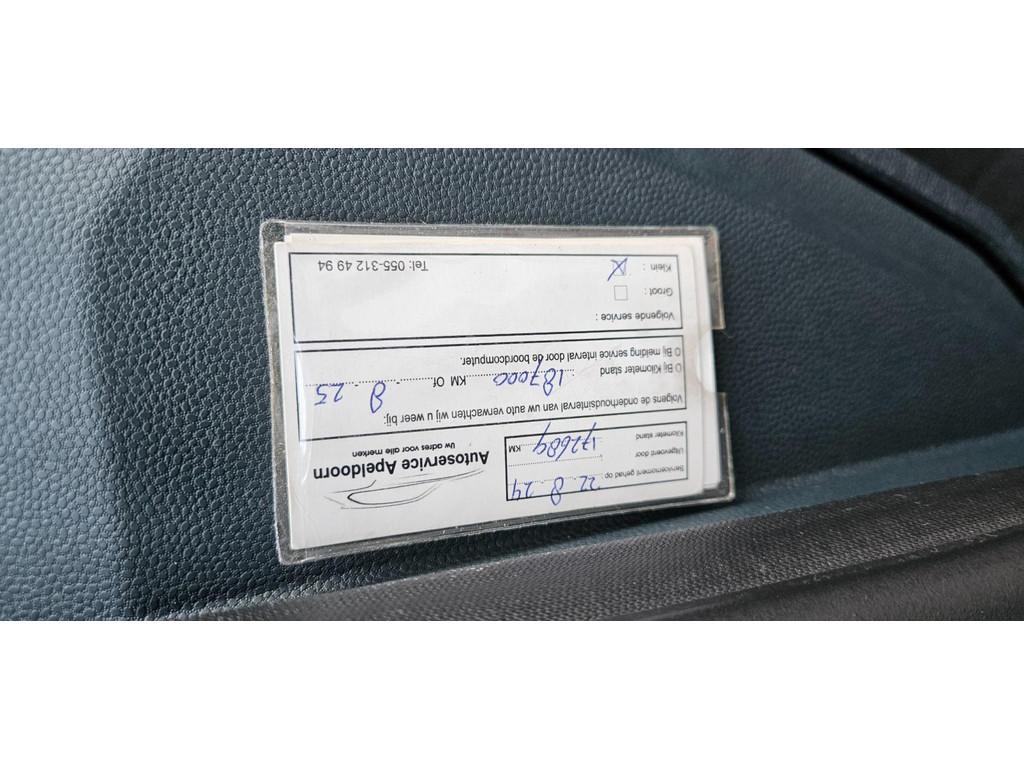 Servicemoment gehad op : 22. 8. 24
Uitgevoerd door
Kilometer stand 172689 KM
Autoservice Apeldoorn
Uw adres voor alle merken
Volgens de onderhoudsinterval van uw auto verwachten wij u weer bij:
O Bij Kilometer stand : 187000 KM Of 8 - 25
O Bij melding service interval door de boordcomputer.
Volgende service :
Groot :
Klein : X
Tel: 055-312 49 94